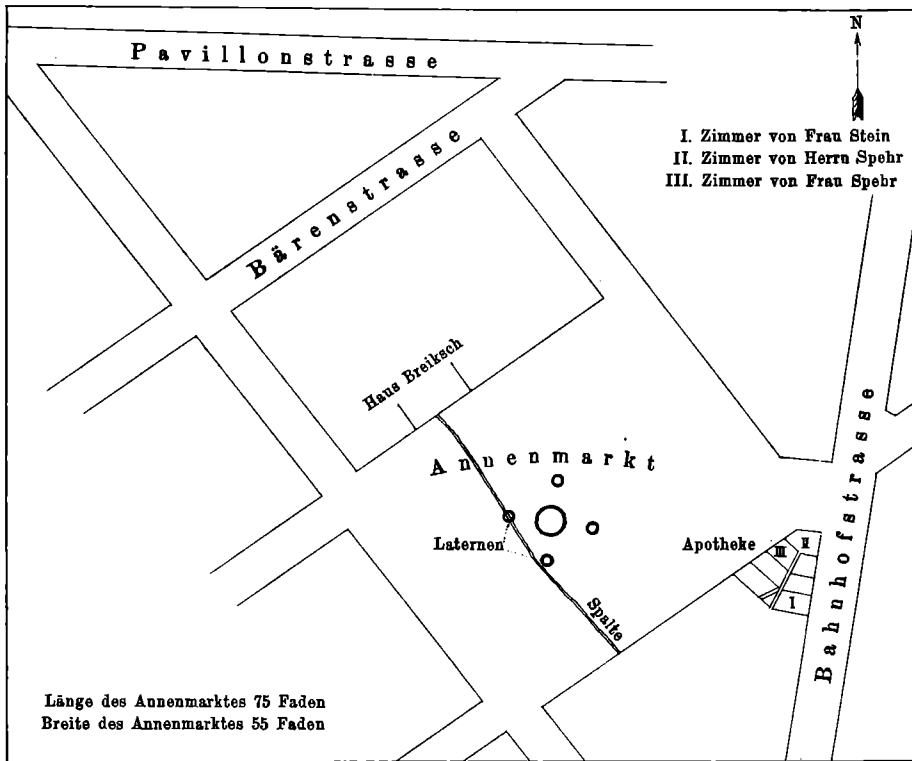 Pavillonstrasse
N
I. Zimmer von Frau Stein
II. Zimmer von Herrn Spehr
III. Zimmer von Frau Spehr
Bärenstrasse
Haus Breiksch
Annenmarkt
Laternen
Apotheke
III
II
I
Spalte
Bahnhofstrasse
Länge des Annenmarktes 75 Faden
Breite des Annenmarktes 55 Faden